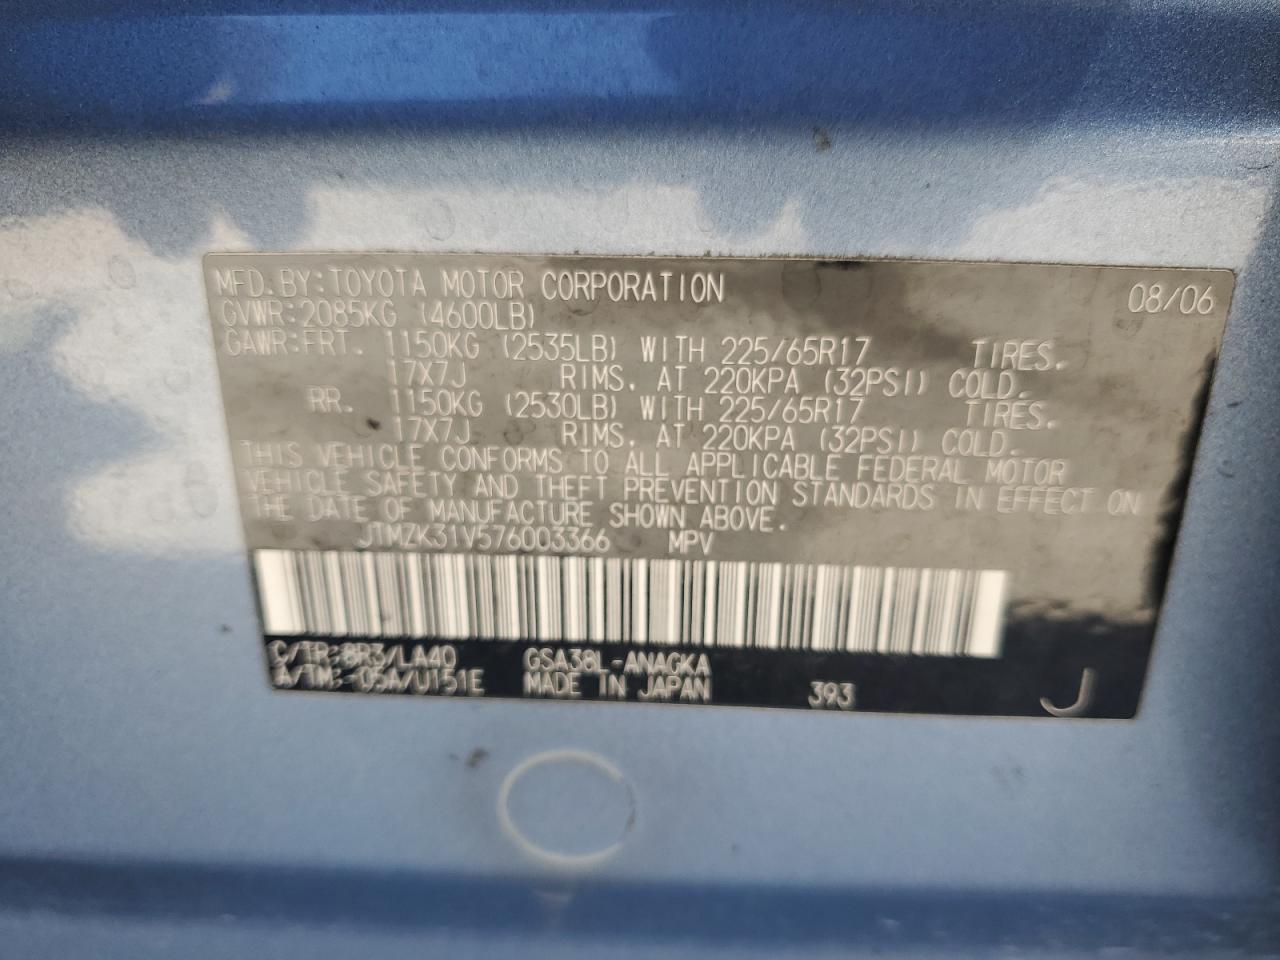 MFD.BY:TOYOTA MOTOR CORPORATION 08/06
GVWR:2085KG (4600LB)
GAWR:FRT. 1150KG (2535LB) WITH 225/65R17 TIRES.
17X7J RIMS. AT 220KPA (32PSI) COLD.
RR. 1150KG (2530LB) WITH 225/65R17 TIRES.
17X7J RIMS. AT 220KPA (32PSI) COLD.
THIS VEHICLE CONFORMS TO ALL APPLICABLE FEDERAL MOTOR
VEHICLE SAFETY AND THEFT PREVENTION STANDARDS IN EFFECT ON
THE DATE OF MANUFACTURE SHOWN ABOVE.
JTMZK31V576003366 MPV
C/TR:8R3/LA40 GSA38L-ANAGKA
A/TM:-05A/U151E MADE IN JAPAN 393 J